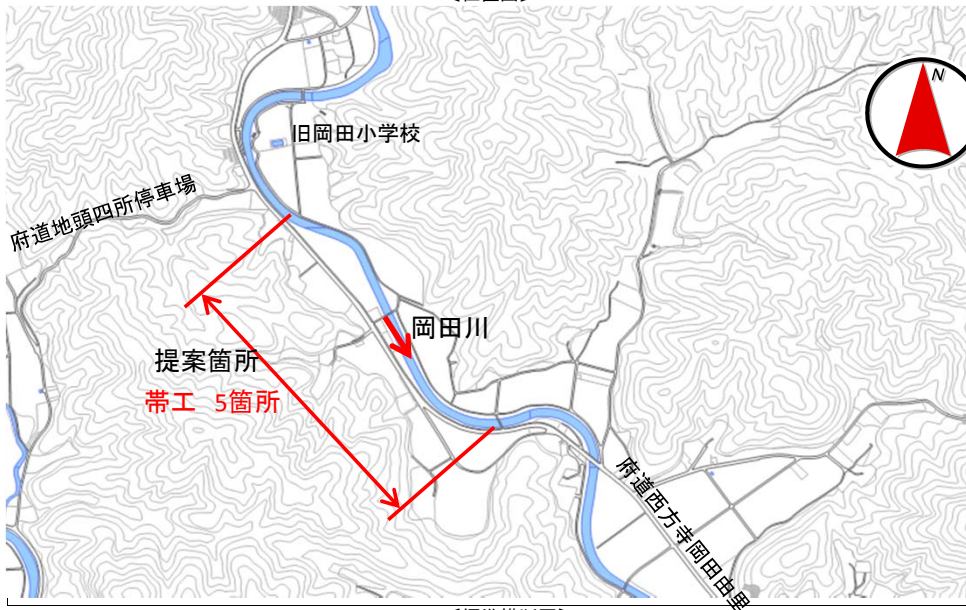 N
旧岡田小学校
府道地頭四所停車場
岡田川
提案箇所
帯工 5箇所
府道西方寺岡田由里